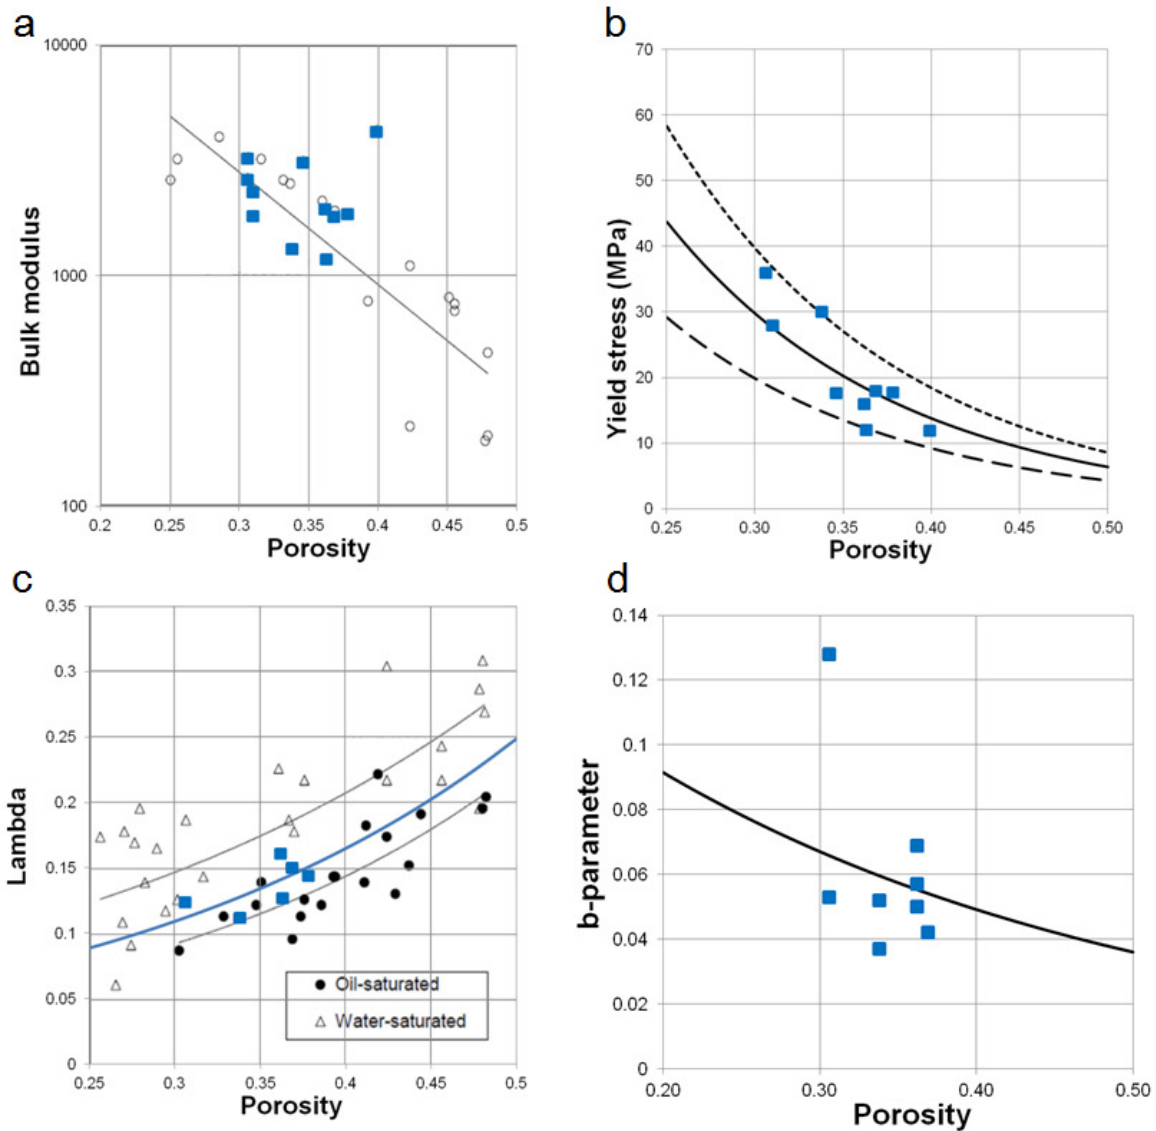 a
10000
1000
100
0.2 0.25 0.3 0.35 0.4 0.45 0.5
Bulk modulus
Porosity
b
70
60
50
40
30
20
10
0
0.25 0.30 0.35 0.40 0.45 0.50
Yield stress (MPa)
Porosity
c
0.35
0.3
0.25
0.2
0.15
0.1
0.05
0
0.25 0.3 0.35 0.4 0.45 0.5
Lambda
Porosity
Oil-saturated
Water-saturated
d
0.14
0.12
0.1
0.08
0.06
0.04
0.02
0
0.20 0.30 0.40 0.50
b-parameter
Porosity